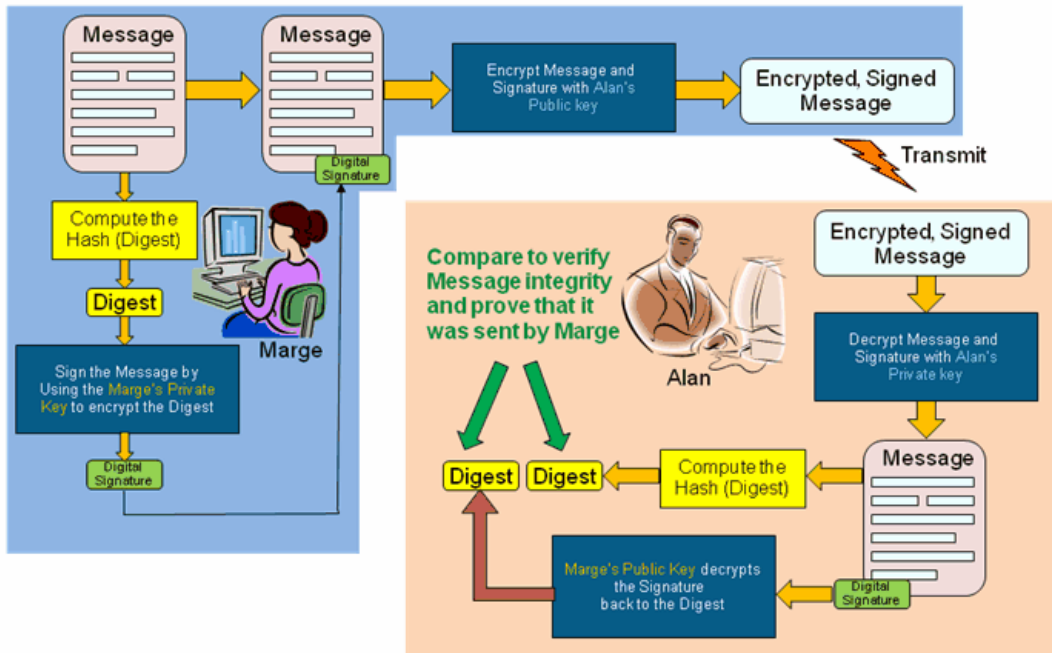 Message
Message
Encrypt Message and
Signature with Alan's
Public key
Encrypted, Signed
Message
Digital
Signature
Transmit
Compute the
Hash (Digest)
Digest
Marge
Sign the Message by
Using the Marge's Private
Key to encrypt the Digest
Digital
Signature
Compare to verify
Message integrity
and prove that it
was sent by Marge
Alan
Encrypted, Signed
Message
Decrypt Message and
Signature with Alan's
Private key
Message
Digest
Digest
Compute the
Hash (Digest)
Marge's Public Key decrypts
the Signature
back to the Digest
Digital
Signature